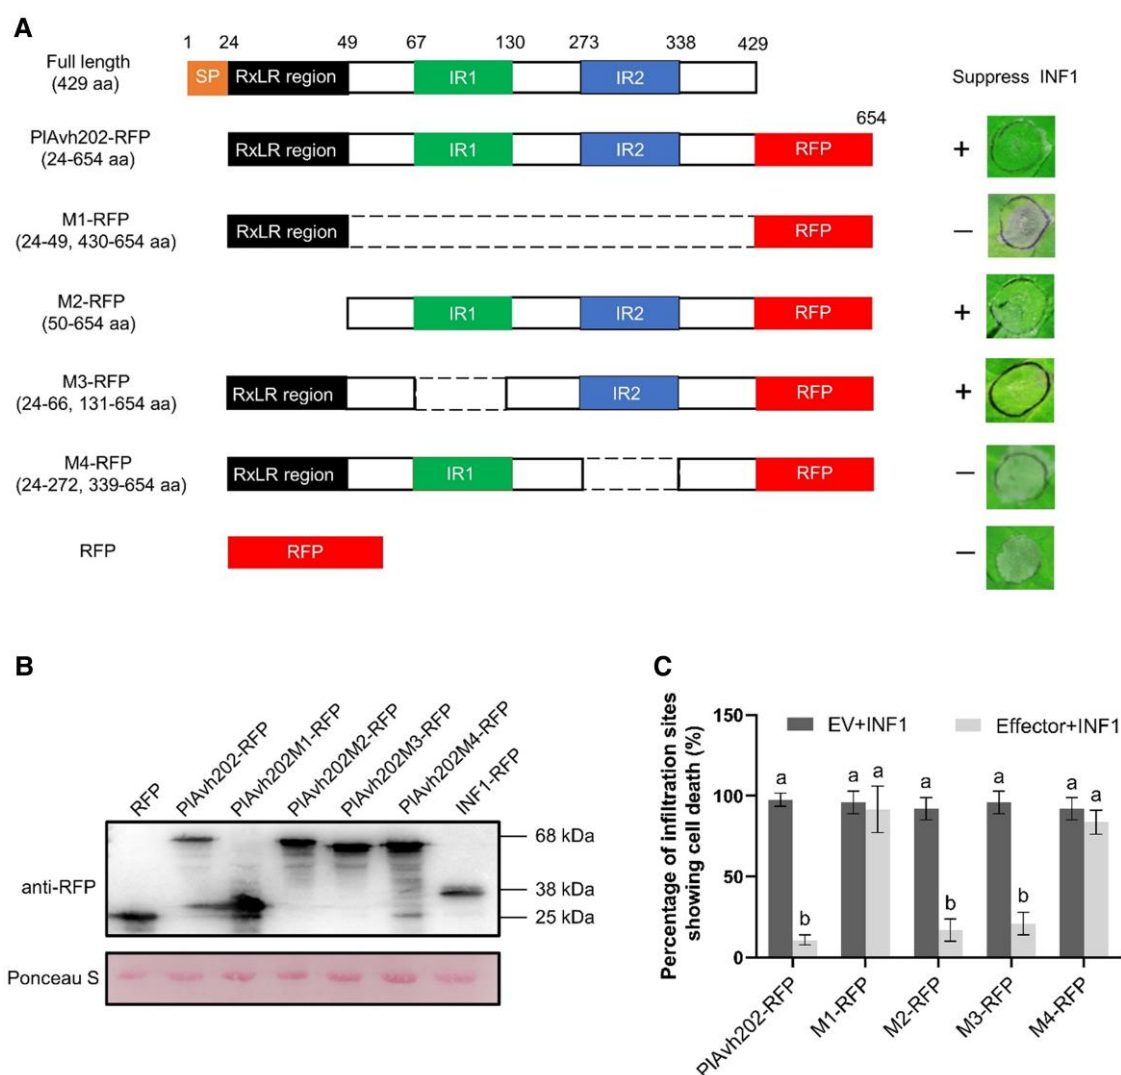 A
1 24 49 67 130 273 338 429
Full length
(429 aa)
SP RxLR region IR1 IR2
Suppress INF1
654
PlAvh202-RFP
(24-654 aa)
RxLR region IR1 IR2 RFP +
M1-RFP
(24-49, 430-654 aa)
RxLR region RFP −
M2-RFP
(50-654 aa)
IR1 IR2 RFP +
M3-RFP
(24-66, 131-654 aa)
RxLR region IR2 RFP +
M4-RFP
(24-272, 339-654 aa)
RxLR region IR1 RFP −
RFP RFP −
B
RFP
PlAvh202-RFP
PlAvh202M1-RFP
PlAvh202M2-RFP
PlAvh202M3-RFP
PlAvh202M4-RFP
INF1-RFP
anti-RFP
68 kDa
38 kDa
25 kDa
Ponceau S
C
Percentage of infiltration sites
showing cell death (%)
EV+INF1 Effector+INF1
150
100
50
0
a b a a a b a b a a
PlAvh202-RFP
M1-RFP
M2-RFP
M3-RFP
M4-RFP